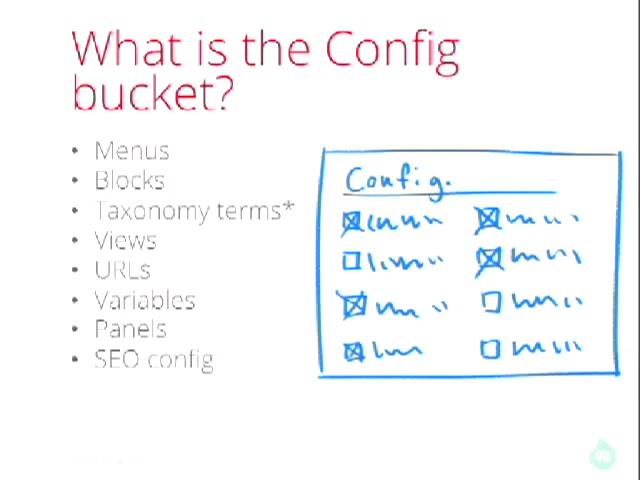 What is the Config
bucket?
• Menus
• Blocks
• Taxonomy terms*
• Views
• URLs
• Variables
• Panels
• SEO config
Config.